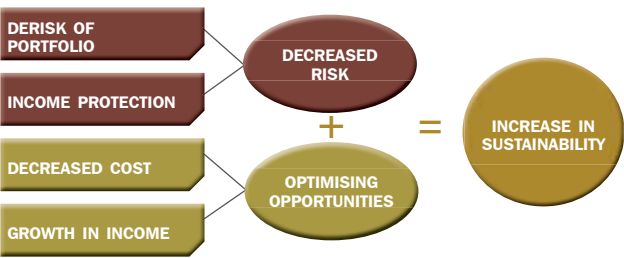 DERISK OF
PORTFOLIO
INCOME PROTECTION
DECREASED COST
GROWTH IN INCOME
DECREASED
RISK
+
OPTIMISING
OPPORTUNITIES
=
INCREASE IN
SUSTAINABILITY